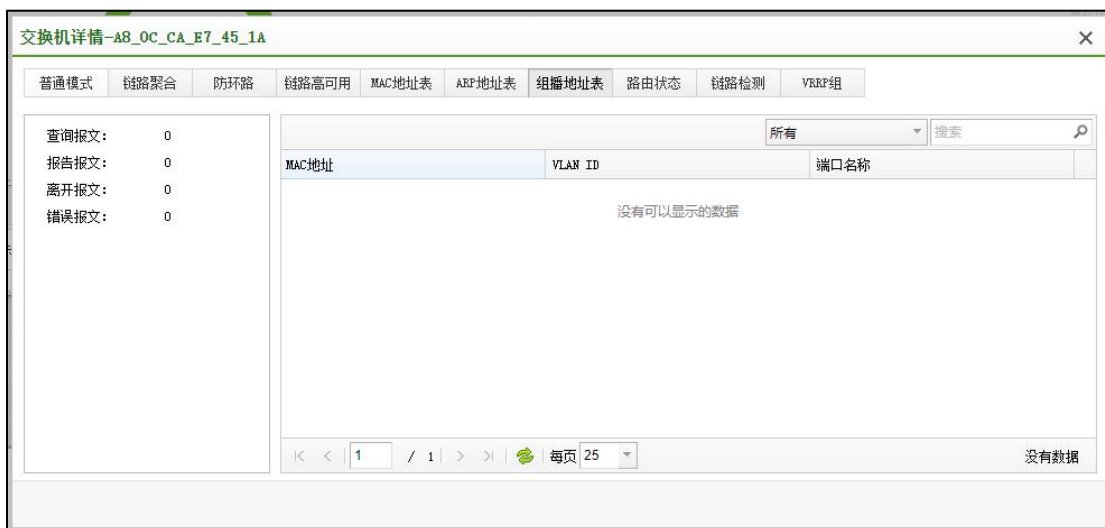 交换机详情-A8_0C_CA_E7_45_1A
普通模式 链路聚合 防环路 链路高可用 MAC地址表 ARP地址表 组播地址表 路由状态 链路检测 VRRP组
查询报文: 0
报告报文: 0
离开报文: 0
错误报文: 0
所有 搜索
MAC地址 VLAN ID 端口名称
没有可以显示的数据
1 / 1 每页 25 没有数据